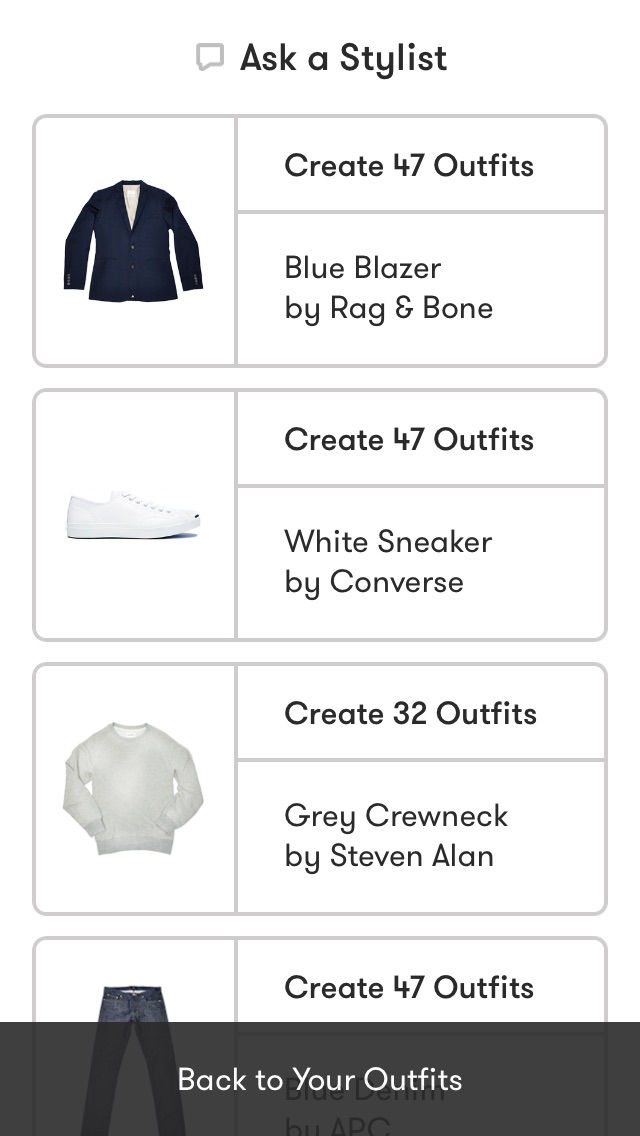 Ask a Stylist
Create 47 Outfits
Blue Blazer
by Rag & Bone
Create 47 Outfits
White Sneaker
by Converse
Create 32 Outfits
Grey Crewneck
by Steven Alan
Create 47 Outfits
Blue Denim
by APC
Back to Your Outfits